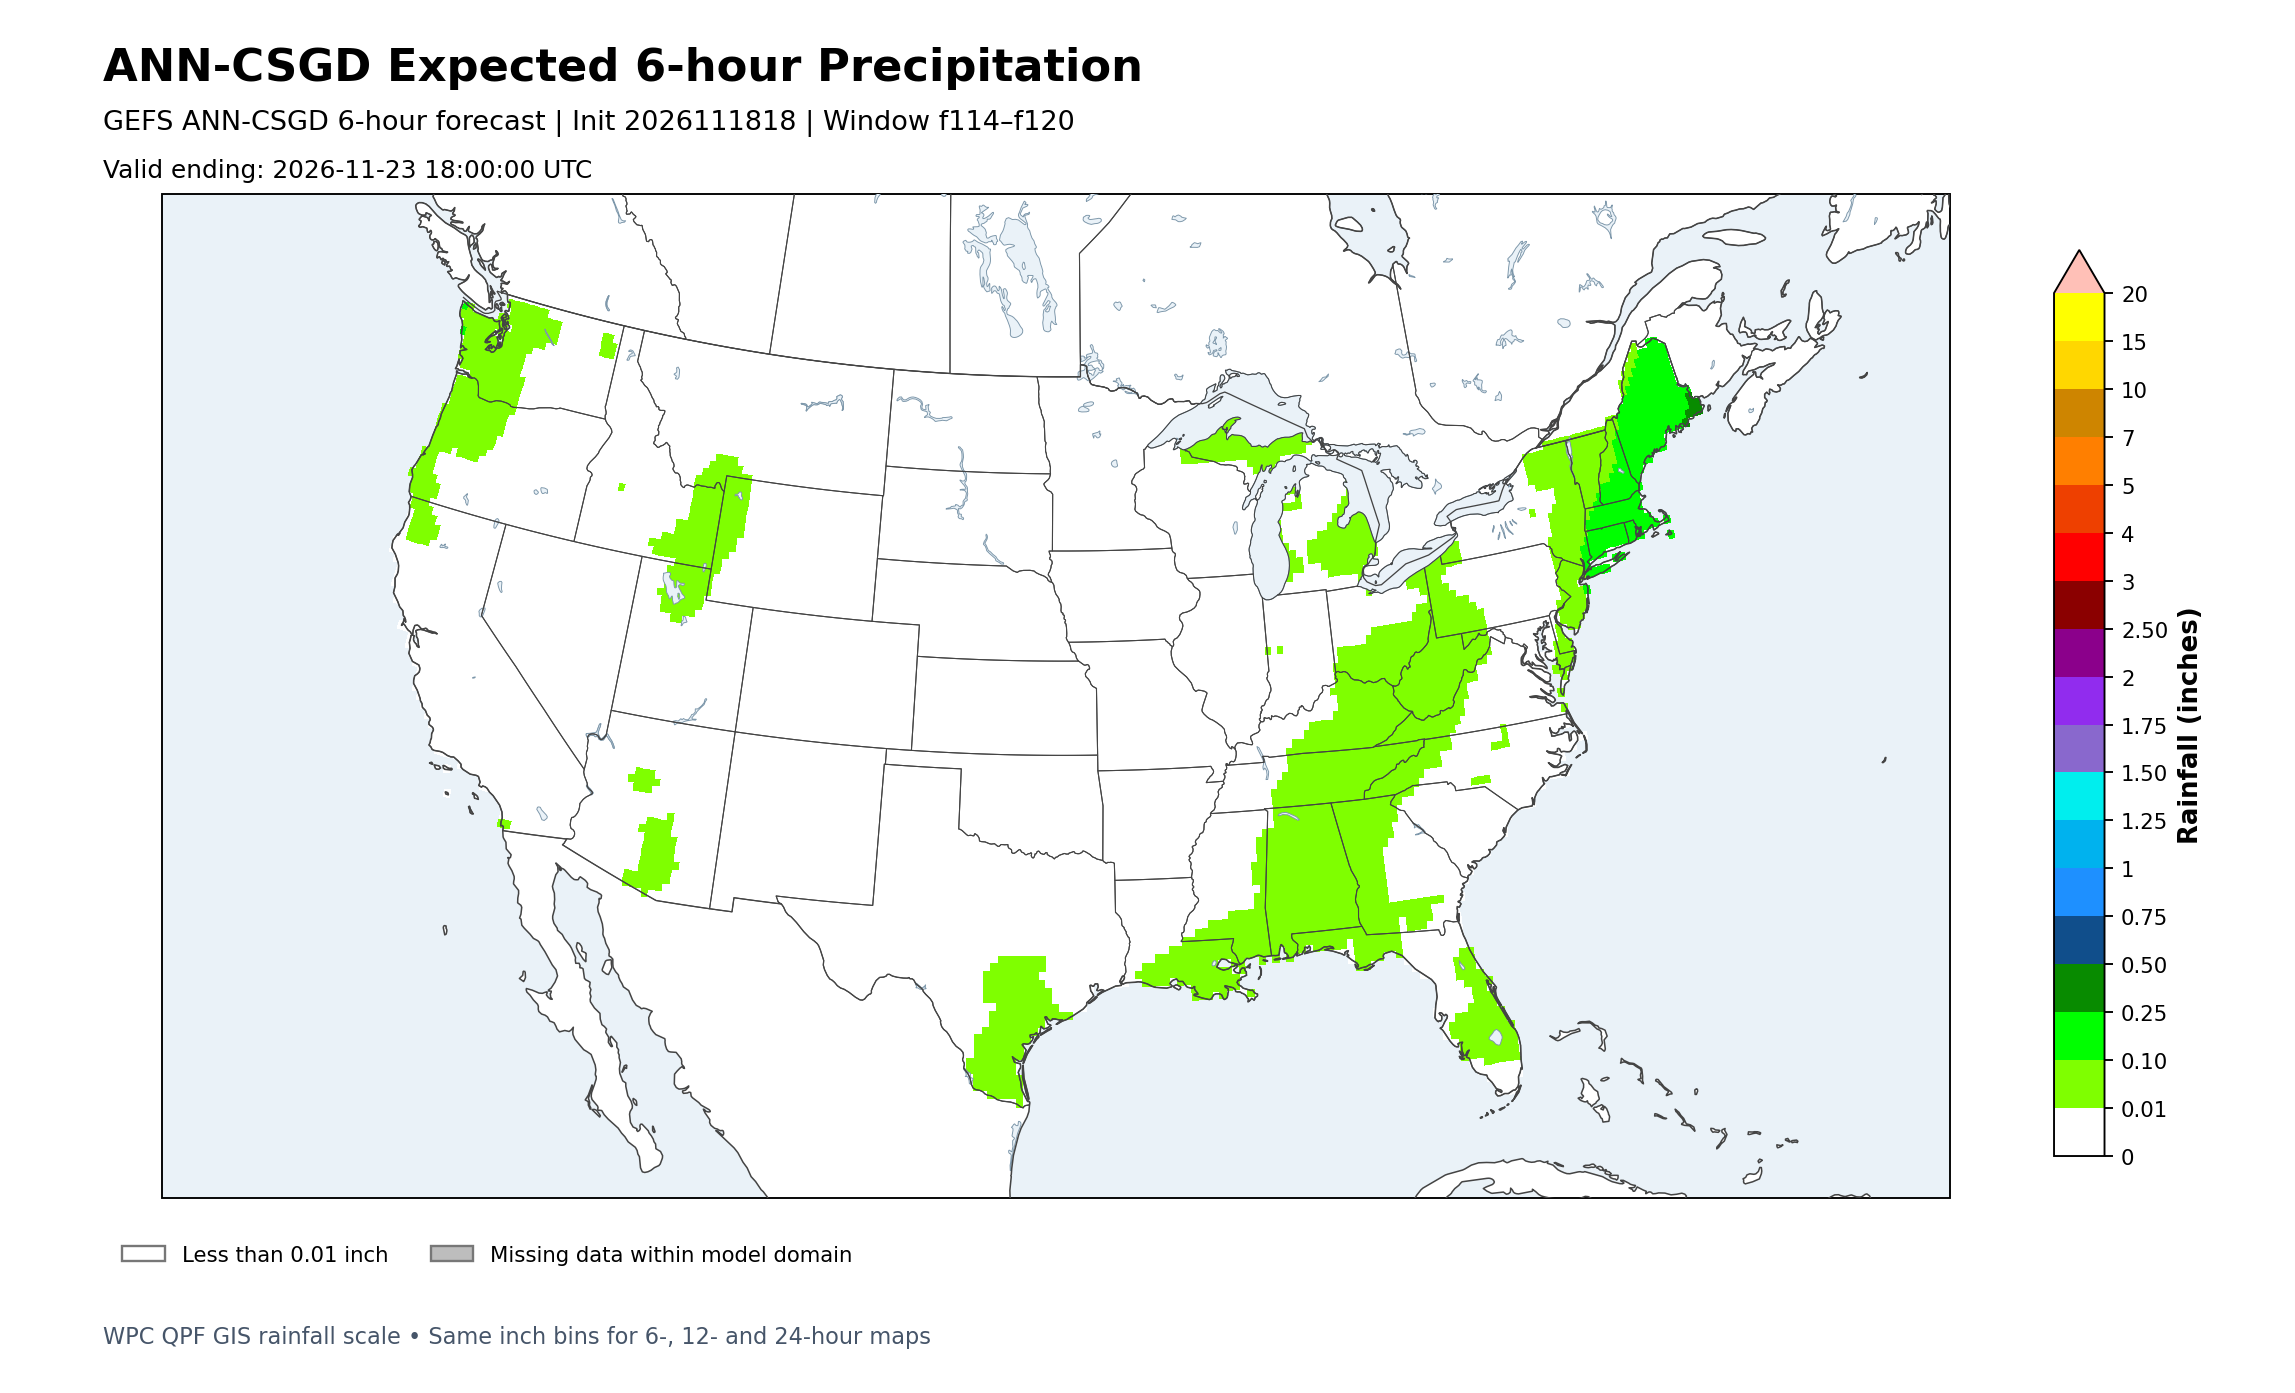 ANN-CSGD Expected 6-hour Precipitation
GEFS ANN-CSGD 6-hour forecast | Init 2026111818 | Window f114–f120
Valid ending: 2026-11-23 18:00:00 UTC
20
15
10
7
5
4
3
2.50
2
1.75
1.50
1.25
1
0.75
0.50
0.25
0.10
0.01
0
Rainfall (inches)
Less than 0.01 inch
Missing data within model domain
WPC QPF GIS rainfall scale • Same inch bins for 6-, 12- and 24-hour maps